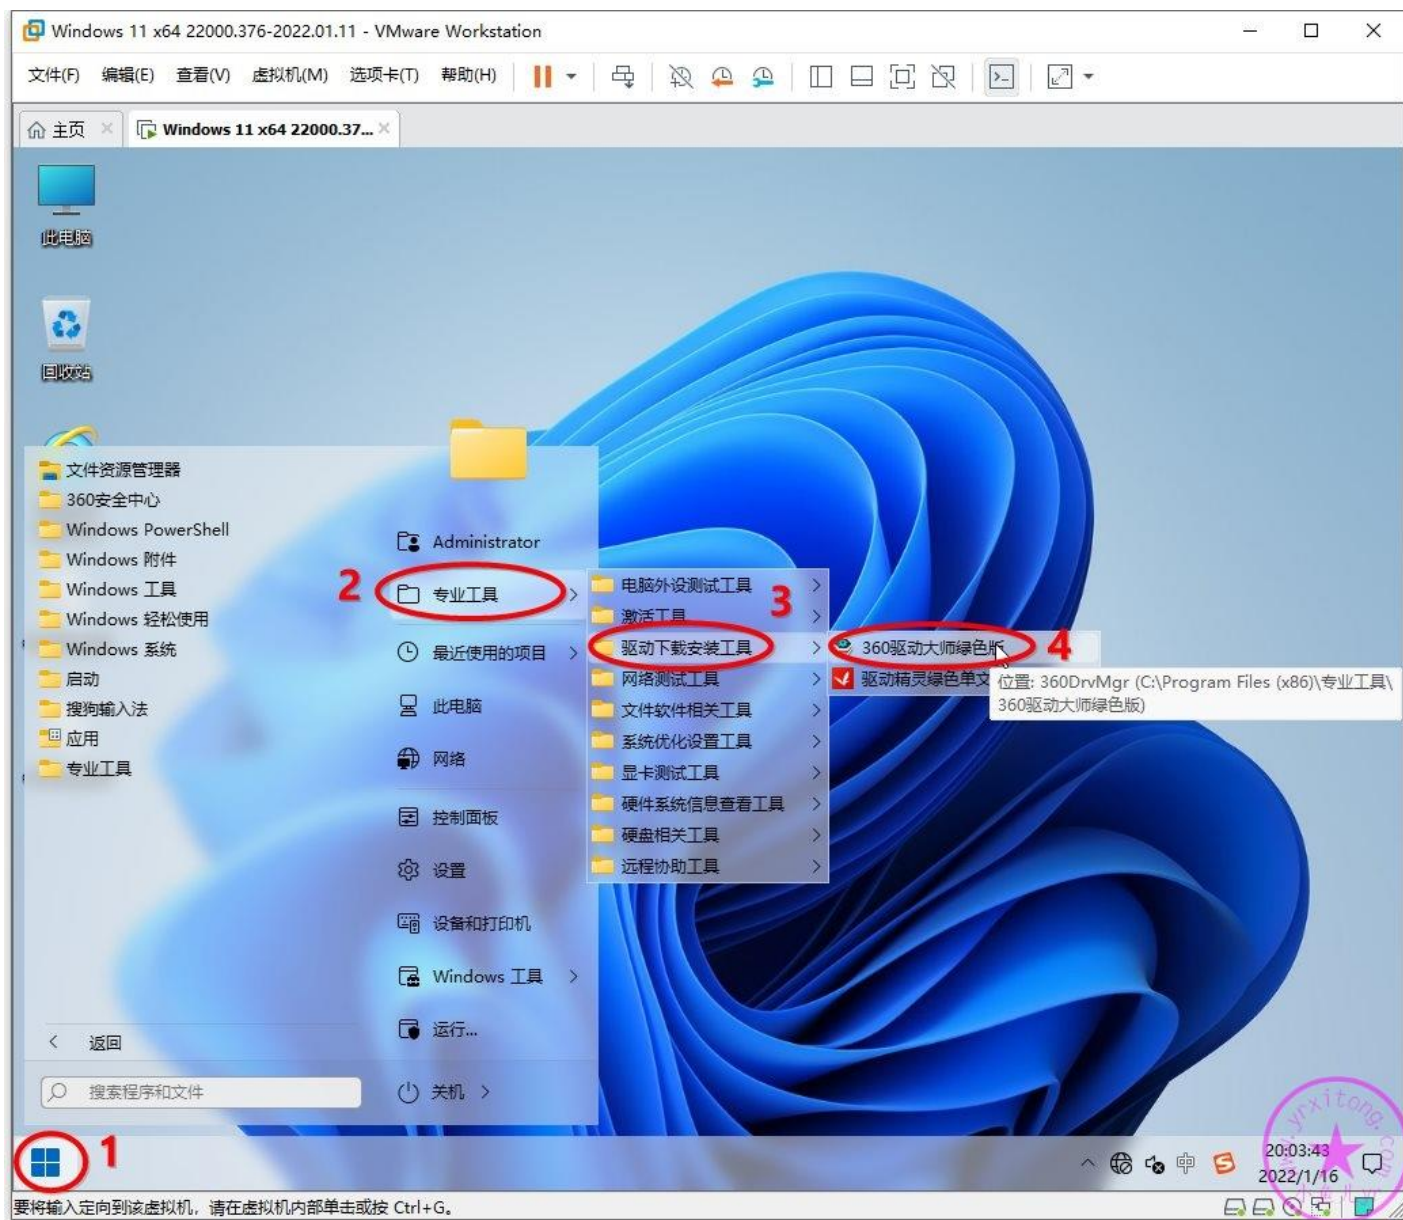 Windows 11 x64 22000.376-2022.01.11 - VMware Workstation
文件(F) 编辑(E) 查看(V) 虚拟机(M) 选项卡(T) 帮助(H)
主页 Windows 11 x64 22000.37...
此电脑
回收站
文件资源管理器
360安全中心
Windows PowerShell
Windows 附件
Windows 工具
Windows 轻松使用
Windows 系统
启动
搜狗输入法
应用
专业工具
返回
搜索程序和文件
Administrator
2 专业工具
最近使用的项目
此电脑
网络
控制面板
设置
设备和打印机
Windows 工具
运行...
关机
电脑外设测试工具
3
激活工具
驱动下载安装工具
网络测试工具
文件软件相关工具
系统优化设置工具
显卡测试工具
硬件系统信息查看工具
硬盘相关工具
远程协助工具
360驱动大师绿色版 4
驱动精灵绿色单文
位置: 360DrvMgr (C:\Program Files (x86)\专业工具\
360驱动大师绿色版)
1
中
20:03:43
2022/1/16
www.yrxitong.com
要将输入定向到该虚拟机，请在虚拟机内部单击或按 Ctrl+G。